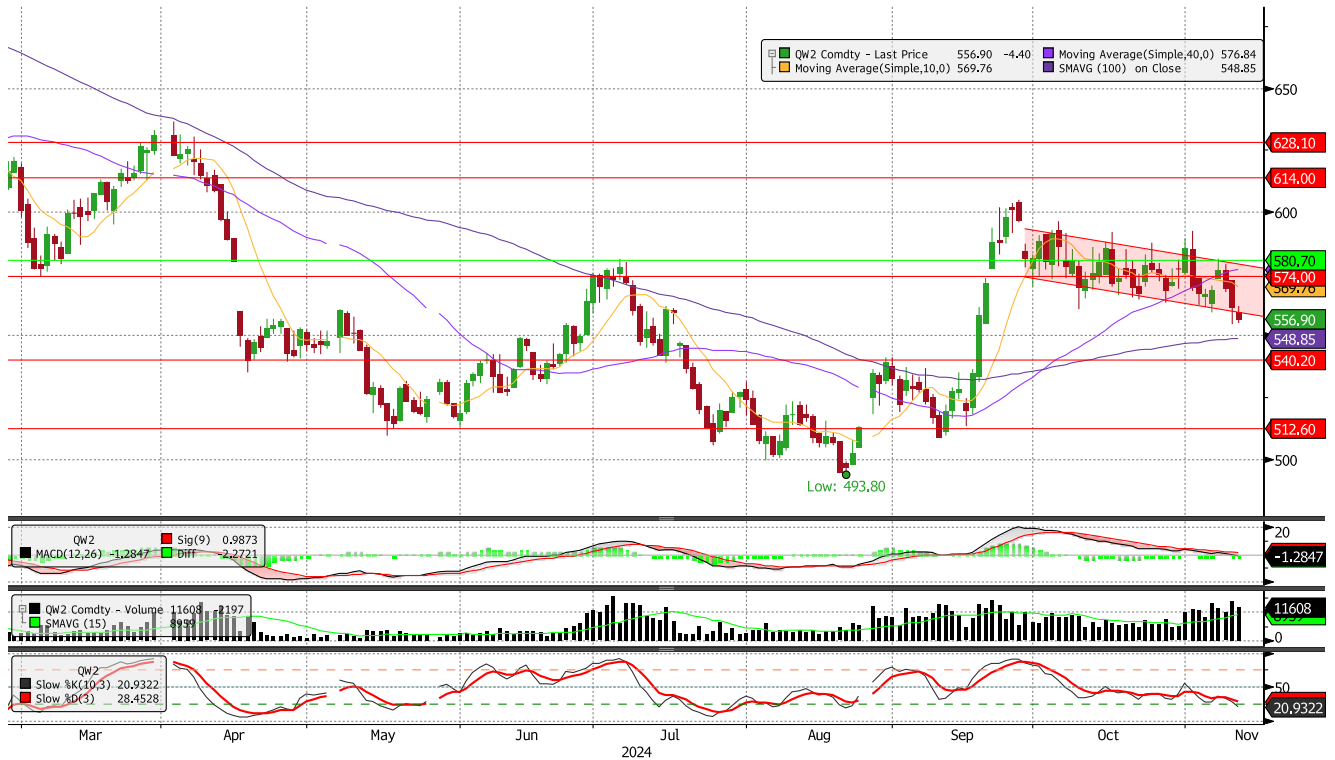 QW2 Comdty - Last Price 556.90 -4.40 Moving Average(Simple,40,0) 576.84
Moving Average(Simple,10,0) 569.76 SMAVG (100) on Close 548.85
650
628.10
614.00
600
580.70
574.00
569.76
556.90
548.85
540.20
512.60
500
Low: 493.80
QW2 Sig(9) 0.9873
MACD(12,26) -1.2847 Diff -2.2721
20
-1.2847
QW2 Comdty - Volume 11608 -2197
SMAVG (15) 8959
11608
8959
0
QW2
Slow %K(10,3) 20.9322
Slow %D(3) 28.4528
50
20.9322
Mar Apr May Jun Jul Aug Sep Oct Nov
2024